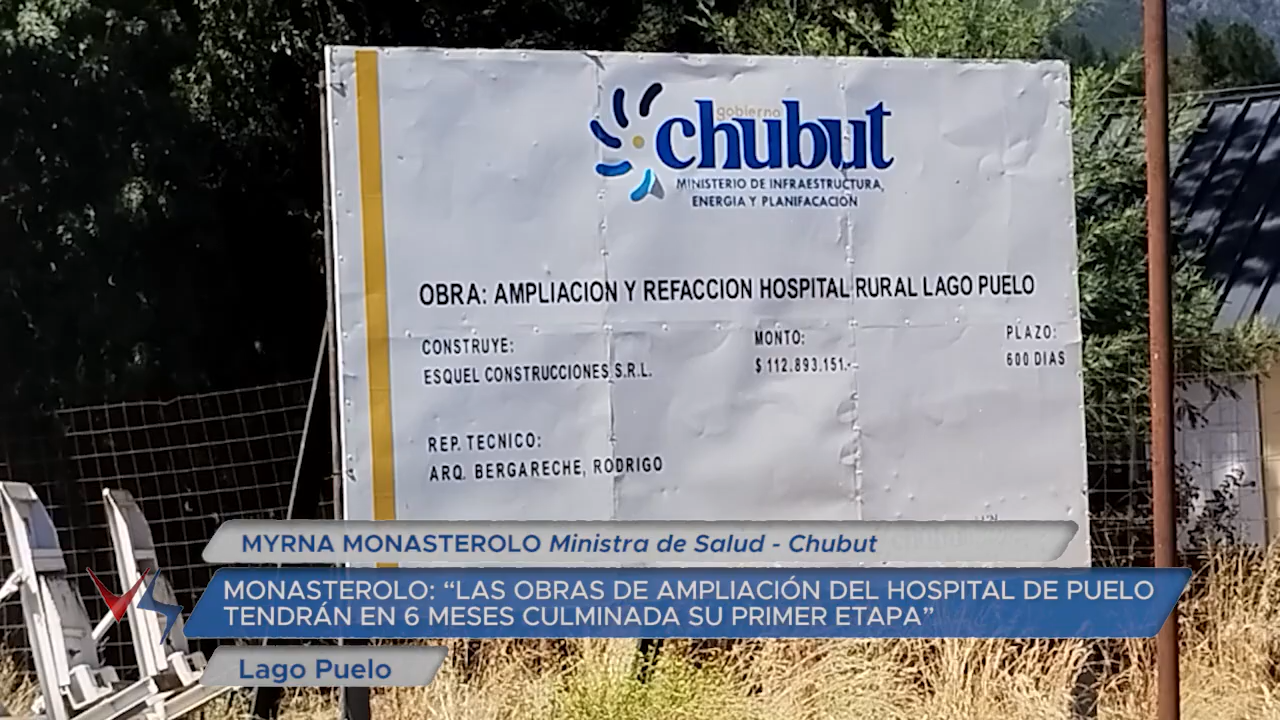 gobierno
chubut
MINISTERIO DE INFRAESTRUCTURA,
ENERGIA Y PLANIFACACIÓN
OBRA: AMPLIACION Y REFACCION HOSPITAL RURAL LAGO PUELO
CONSTRUYE:
ESQUEL CONSTRUCCIONES S.R.L.
MONTO:
$ 112.893.151.-
PLAZO:
600 DIAS
REP. TECNICO:
ARQ. BERGARECHE, RODRIGO
MYRNA MONASTEROLO Ministra de Salud - Chubut
MONASTEROLO: “LAS OBRAS DE AMPLIACIÓN DEL HOSPITAL DE PUELO
TENDRÁN EN 6 MESES CULMINADA SU PRIMER ETAPA”
Lago Puelo